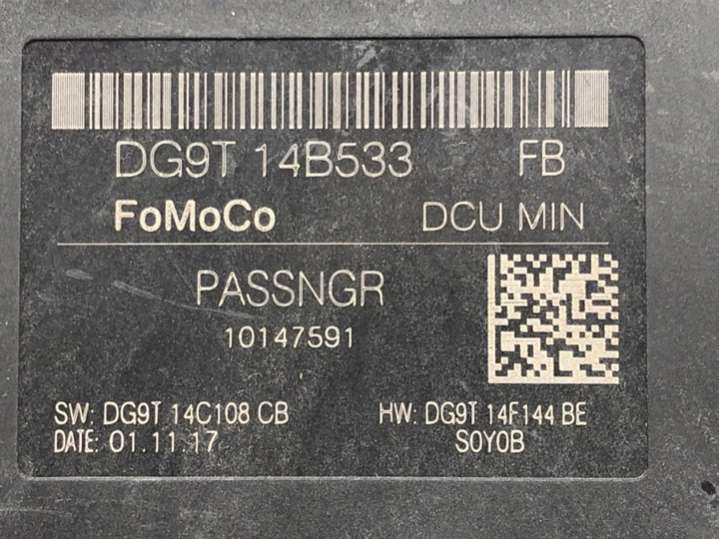 DG9T 14B533 FB
FoMoCo DCU MIN
PASSNGR
10147591
SW: DG9T 14C108 CB HW: DG9T 14F144 BE
DATE: 01.11.17 S0Y0B